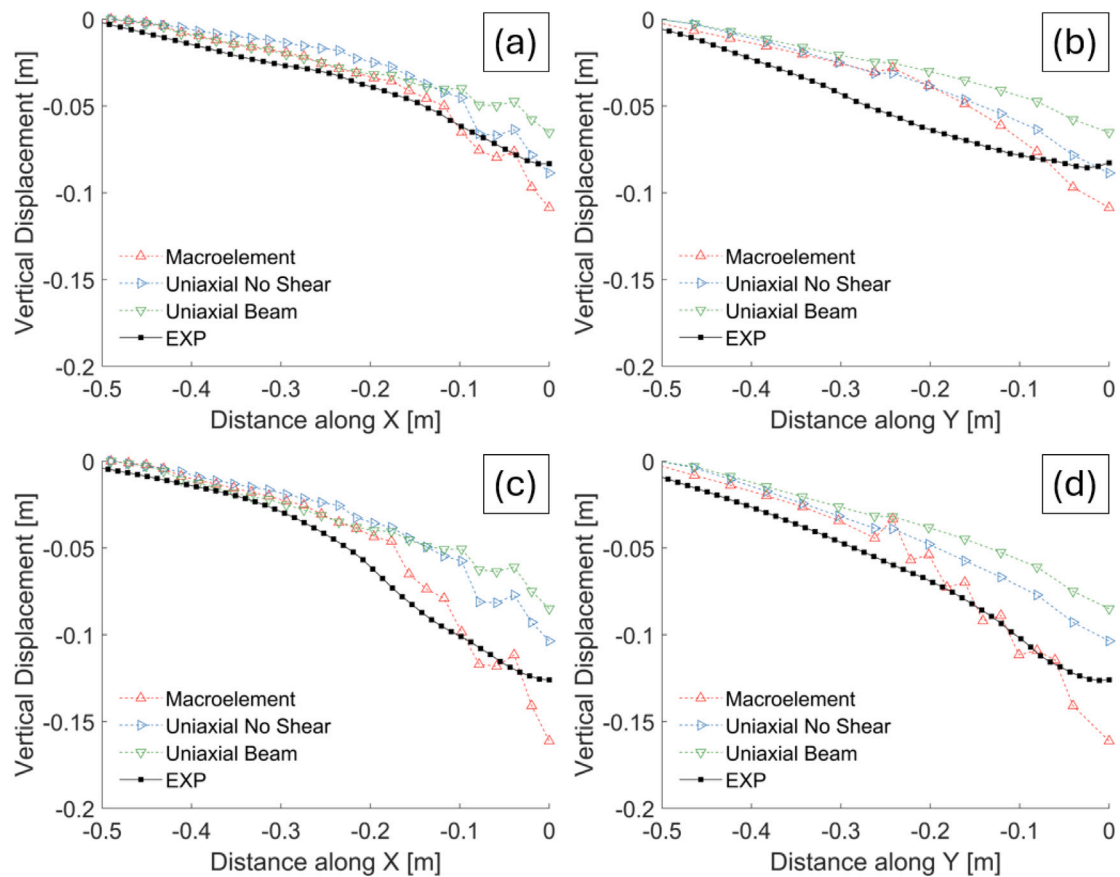 (a)
0
-0.05
-0.1
-0.15
-0.2
Vertical Displacement [m]
Macroelement
Uniaxial No Shear
Uniaxial Beam
EXP
-0.5 -0.4 -0.3 -0.2 -0.1 0
Distance along X [m]
(b)
0
-0.05
-0.1
-0.15
-0.2
Vertical Displacement [m]
Macroelement
Uniaxial No Shear
Uniaxial Beam
EXP
-0.5 -0.4 -0.3 -0.2 -0.1 0
Distance along Y [m]
(c)
0
-0.05
-0.1
-0.15
-0.2
Vertical Displacement [m]
Macroelement
Uniaxial No Shear
Uniaxial Beam
EXP
-0.5 -0.4 -0.3 -0.2 -0.1 0
Distance along X [m]
(d)
0
-0.05
-0.1
-0.15
-0.2
Vertical Displacement [m]
Macroelement
Uniaxial No Shear
Uniaxial Beam
EXP
-0.5 -0.4 -0.3 -0.2 -0.1 0
Distance along Y [m]